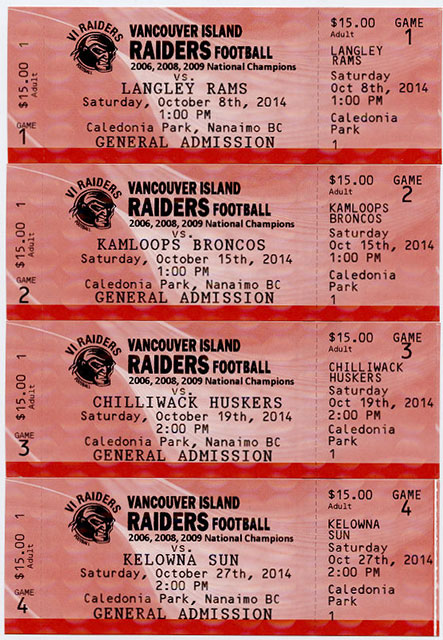 $15.00 1
Adult
GAME
1
VI RAIDERS
FOOTBALL
VANCOUVER ISLAND
RAIDERS FOOTBALL
2006, 2008, 2009 National Champions
vs.
LANGLEY RAMS
Saturday, October 8th, 2014
1:00 PM
Caledonia Park, Nanaimo BC
GENERAL ADMISSION
$15.00 GAME
Adult 1
LANGLEY
RAMS
Saturday
Oct 8th, 2014
1:00 PM
Caledonia
Park
1
$15.00 1
Adult
GAME
2
VI RAIDERS
FOOTBALL
VANCOUVER ISLAND
RAIDERS FOOTBALL
2006, 2008, 2009 National Champions
vs.
KAMLOOPS BRONCOS
Saturday, October 15th, 2014
1:00 PM
Caledonia Park, Nanaimo BC
GENERAL ADMISSION
$15.00 GAME
Adult 2
KAMLOOPS
BRONCOS
Saturday
Oct 15th, 2014
1:00 PM
Caledonia
Park
1
$15.00 1
Adult
GAME
3
VI RAIDERS
FOOTBALL
VANCOUVER ISLAND
RAIDERS FOOTBALL
2006, 2008, 2009 National Champions
vs.
CHILLIWACK HUSKERS
Saturday, October 19th, 2014
2:00 PM
Caledonia Park, Nanaimo BC
GENERAL ADMISSION
$15.00 GAME
Adult 3
CHILLIWACK
HUSKERS
Saturday
Oct 19th, 2014
2:00 PM
Caledonia
Park
1
$15.00 1
Adult
GAME
4
VI RAIDERS
FOOTBALL
VANCOUVER ISLAND
RAIDERS FOOTBALL
2006, 2008, 2009 National Champions
vs.
KELOWNA SUN
Saturday, October 27th, 2014
2:00 PM
Caledonia Park, Nanaimo BC
GENERAL ADMISSION
$15.00 GAME
Adult 4
KELOWNA
SUN
Saturday
Oct 27th, 2014
2:00 PM
Caledonia
Park
1